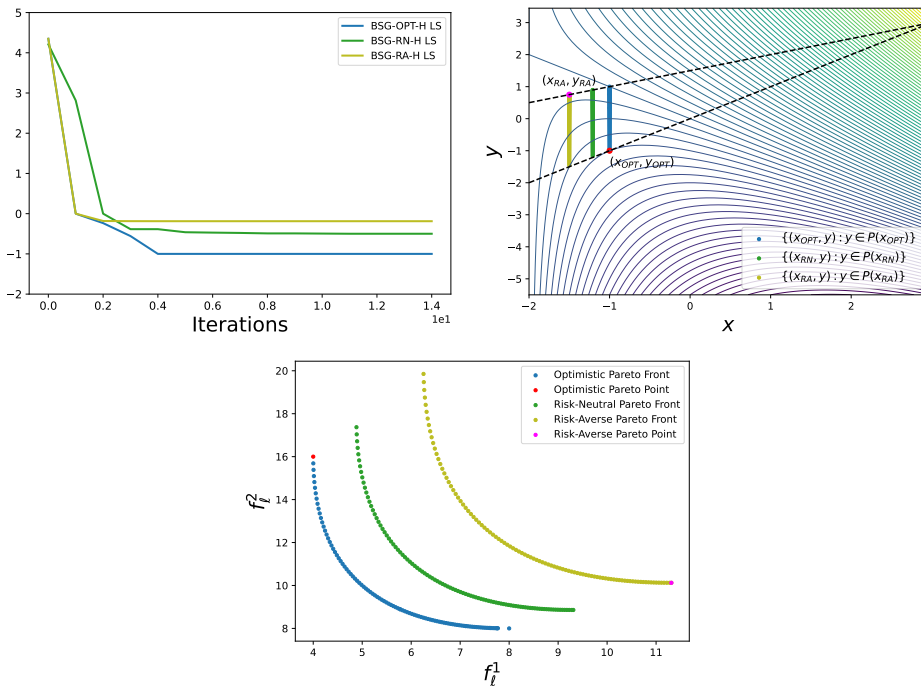 5
4
3
2
1
0
−1
−2
0.0
0.2
0.4
0.6
0.8
1.0
1.2
1.4
1e1
Iterations
BSG-OPT-H LS
BSG-RN-H LS
BSG-RA-H LS
3
2
1
0
−1
−2
−3
−4
−5
y
−2
−1
0
1
2
x
(x_RA, y_RA)
(x_OPT, y_OPT)
{(x_OPT, y) : y ∈ P(x_OPT)}
{(x_RN, y) : y ∈ P(x_RN)}
{(x_RA, y) : y ∈ P(x_RA)}
20
18
16
14
12
10
8
f_ℓ^2
4
5
6
7
8
9
10
11
f_ℓ^1
Optimistic Pareto Front
Optimistic Pareto Point
Risk-Neutral Pareto Front
Risk-Averse Pareto Front
Risk-Averse Pareto Point